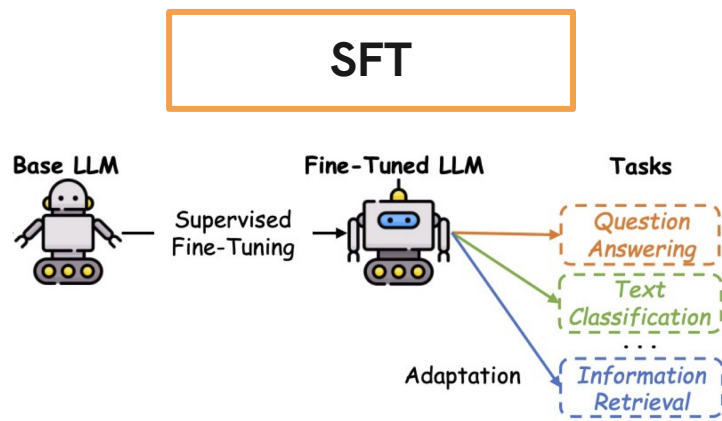 SFT
Base LLM
Fine-Tuned LLM
Tasks
Supervised
Fine-Tuning
Question
Answering
Text
Classification
...
Adaptation
Information
Retrieval